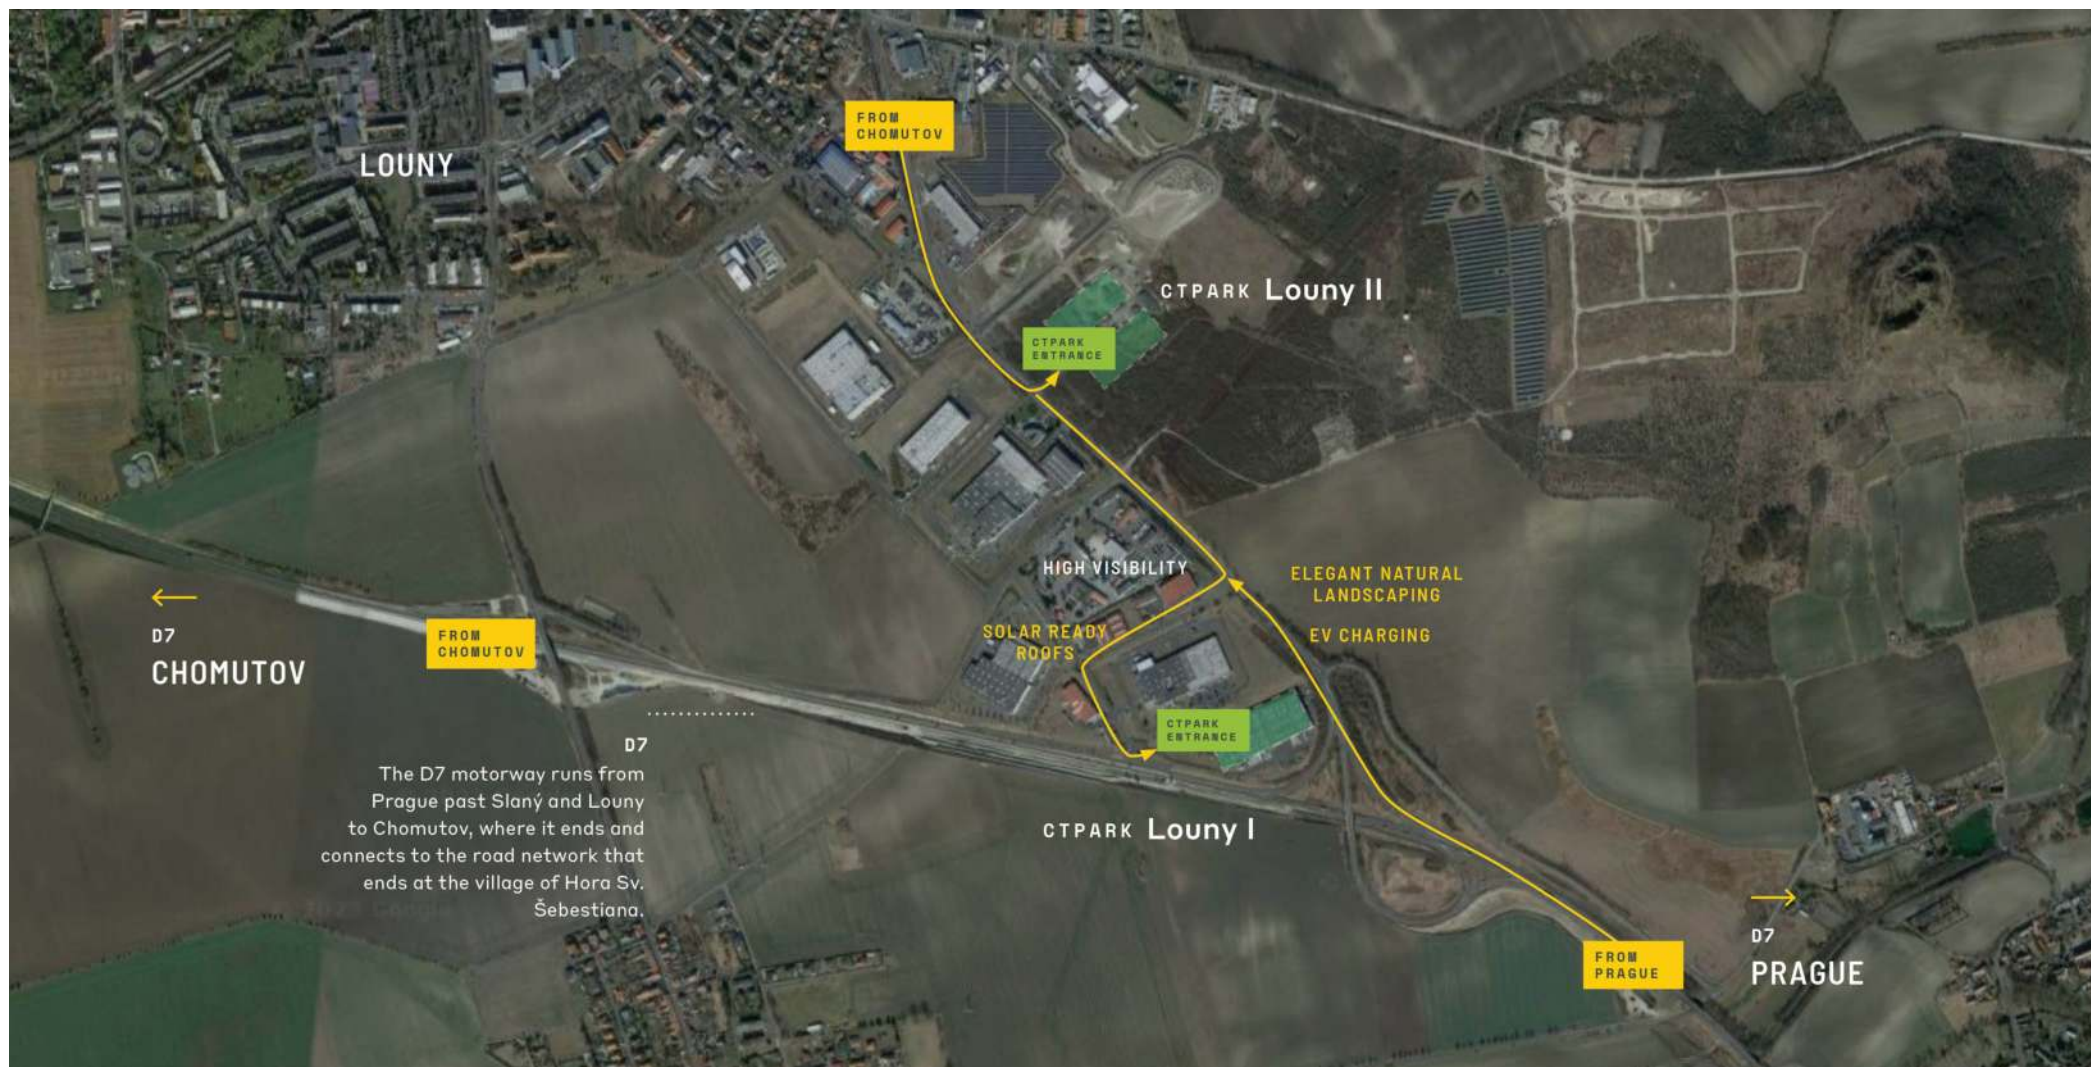 FROM
CHOMUTOV
LOUNY
CTPARK Louny II
CTPARK
ENTRANCE
HIGH VISIBILITY
ELEGANT NATURAL
LANDSCAPING
EV CHARGING
SOLAR READY
ROOFS
D7
CHOMUTOV
FROM
CHOMUTOV
CTPARK
ENTRANCE
D7
The D7 motorway runs from
Prague past Slaný and Louny
to Chomutov, where it ends and
connects to the road network that
ends at the village of Hora Sv.
Šebestiana.
CTPARK Louny I
FROM
PRAGUE
D7
PRAGUE